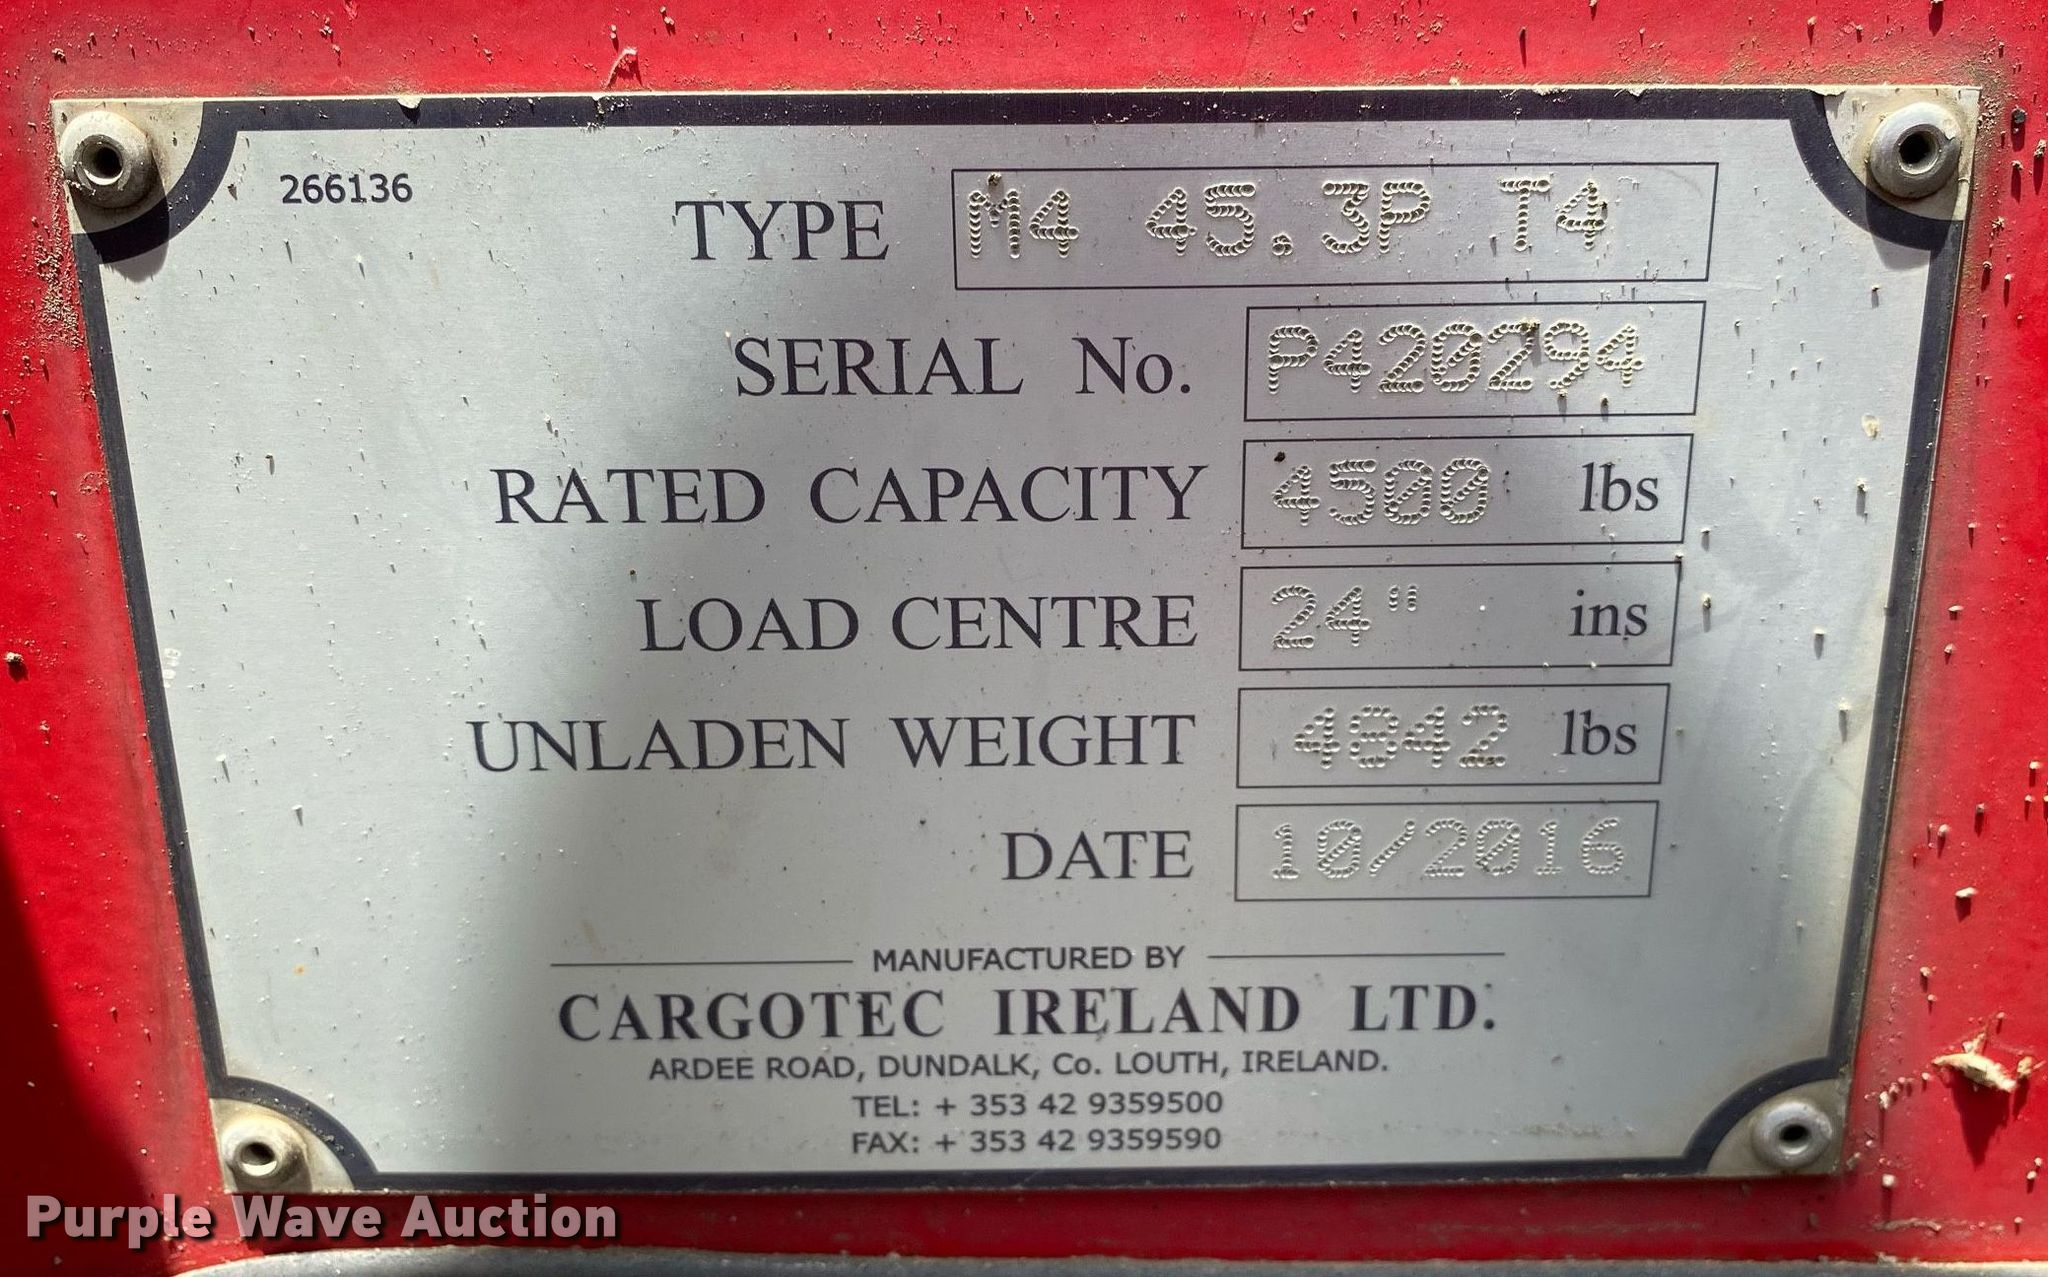 266136
TYPE M4 45.3P T4
SERIAL No. P420294
RATED CAPACITY 4500 lbs
LOAD CENTRE 24" ins
UNLADEN WEIGHT 4842 lbs
DATE 10/2016
MANUFACTURED BY
CARGOTEC IRELAND LTD.
ARDEE ROAD, DUNDALK, Co. LOUTH, IRELAND.
TEL: + 353 42 9359500
FAX: + 353 42 9359590
Purple Wave Auction